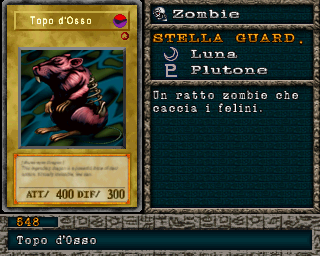 Topo d'Osso
ATT/ 400 DIF/ 300
Zombie
STELLA GUARD.
Luna
Plutone
Un ratto zombie che
caccia i felini.
548
Topo d'Osso